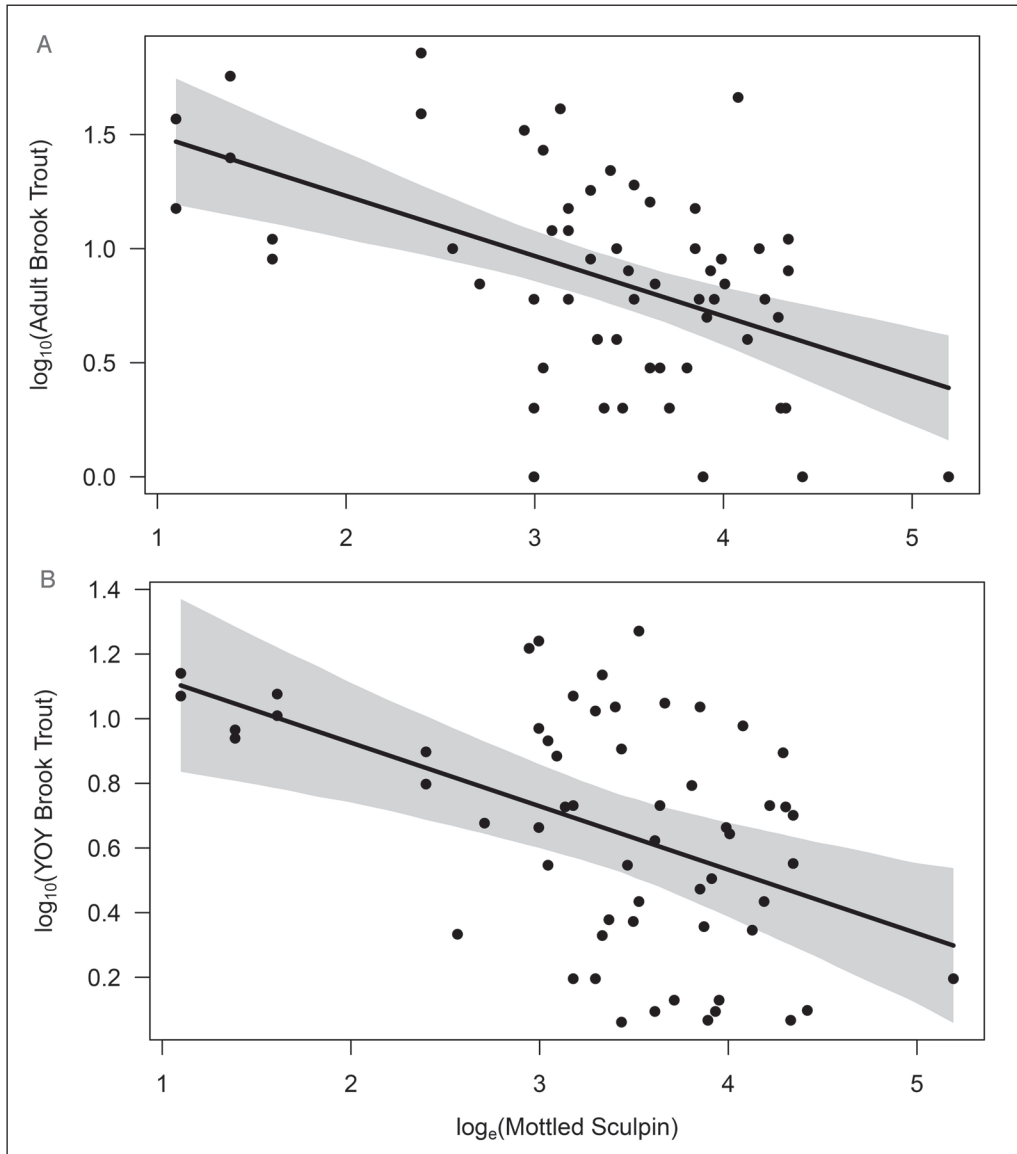 A
log₁₀(Adult Brook Trout)
1.5
1.0
0.5
0.0
1 2 3 4 5
B
log₁₀(YOY Brook Trout)
1.4
1.2
1.0
0.8
0.6
0.4
0.2
1 2 3 4 5
logₑ(Mottled Sculpin)